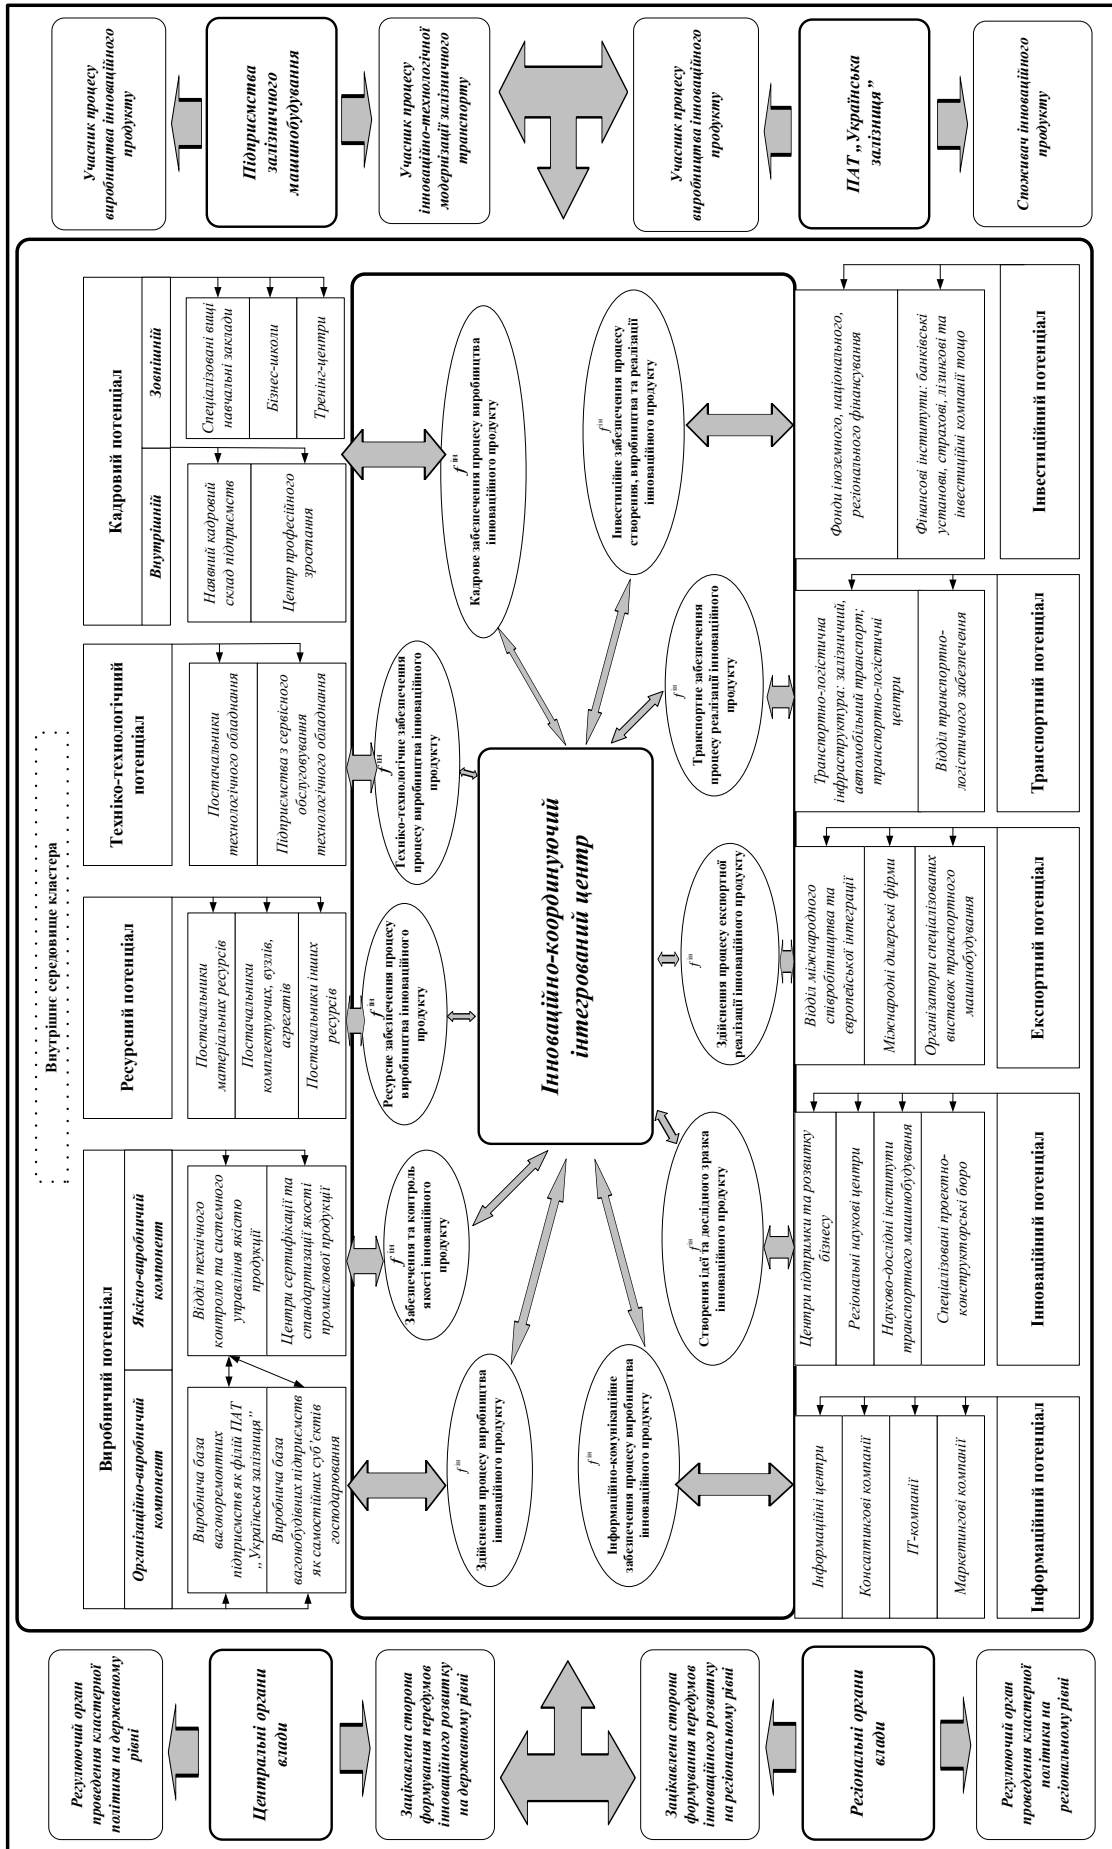 Регулюючий орган
проведення кластерної
політики на державному
рівні
Центральні органи
влади
Зацікавлена сторона
формування передумов
інноваційного розвитку
на державному рівні
Зацікавлена сторона
формування передумов
інноваційного розвитку
на регіональному рівні
Регіональні органи
влади
Регулюючий орган
проведення кластерної
політики на
регіональному рівні
Внутрішнє середовище кластера
Виробничий потенціал
Організаційно-виробничий
компонент
Якісно-виробничий
компонент
Виробнича база
вагоноремонтних
підприємств як філій ПАТ
„Українська залізниця”
Виробнича база
вагонобудівних підприємств
як самостійних суб’єктів
господарювання
Відділ технічного
контролю та системного
управління якістю
продукції
Центри сертифікації та
стандартизації якості
промислової продукції
Ресурсний потенціал
Постачальники
матеріальних ресурсів
Постачальники
комплектуючих, вузлів,
агрегатів
Постачальники інших
ресурсів
Техніко-технологічний
потенціал
Постачальники
технологічного обладнання
Підприємства з сервісного
обслуговування
технологічного обладнання
Кадровий потенціал
Внутрішній
Зовнішній
Наявний кадровий
склад підприємств
Центр професійного
зростання
Спеціалізовані вищі
навчальні заклади
Бізнес-школи
Тренінг-центри
f ін
Здійснення процесу виробництва
інноваційного продукту
f ін
Забезпечення та контроль
якості інноваційного
продукту
f ін
Ресурсне забезпечення процесу
виробництва інноваційного
продукту
f ін
Техніко-технологічне забезпечення
процесу виробництва інноваційного
продукту
f ін
Кадрове забезпечення процесу виробництва
інноваційного продукту
Інноваційно-координуючий
інтегрований центр
f ін
Інформаційно-комунікаційне
забезпечення процесу виробництва
інноваційного продукту
f ін
Створення ідеї та дослідного зразка
інноваційного продукту
f ін
Здійснення процесу експортної
реалізації інноваційного продукту
f ін
Транспортне забезпечення
процесу реалізації інноваційного
продукту
f ін
Інвестиційне забезпечення процесу
створення, виробництва та реалізації
інноваційного продукту
Інформаційні центри
Консалтингові компанії
ІТ-компанії
Маркетингові компанії
Інформаційний потенціал
Центри підтримки та розвитку
бізнесу
Регіональні наукові центри
Науково-дослідні інститути
транспортного машинобудування
Спеціалізовані проектно-
конструкторські бюро
Інноваційний потенціал
Відділ міжнародного
співробітництва та
європейської інтеграції
Міжнародні дилерські фірми
Організатори спеціалізованих
виставок транспортного
машинобудування
Експортний потенціал
Транспортно-логістична
інфраструктура: залізничний,
автомобільний транспорт;
транспортно-логістичні
центри
Відділ транспортно-
логістичного забезпечення
Транспортний потенціал
Фонди іноземного, національного,
регіонального фінансування
Фінансові інститути: банківські
установи, страхові, лізингові та
інвестиційні компанії тощо
Інвестиційний потенціал
Учасник процесу
виробництва інноваційного
продукту
Підприємства
залізничного
машинобудування
Учасник процесу
інноваційно-технологічної
модернізації залізничного
транспорту
Учасник процесу
виробництва інноваційного
продукту
ПАТ „Українська
залізниця”
Споживач інноваційного
продукту